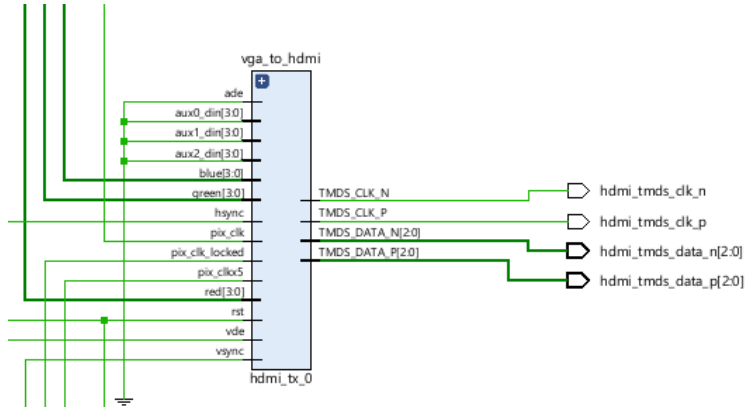 vga_to_hdmi
ade
aux0_din[3:0]
aux1_din[3:0]
aux2_din[3:0]
blue[3:0]
green[3:0]
hsync
pix_clk
pix_clk_locked
pix_clkx5
red[3:0]
rst
vde
vsync
TMDS_CLK_N
TMDS_CLK_P
TMDS_DATA_N[2:0]
TMDS_DATA_P[2:0]
hdmi_tmds_clk_n
hdmi_tmds_clk_p
hdmi_tmds_data_n[2:0]
hdmi_tmds_data_p[2:0]
hdmi_tx_0